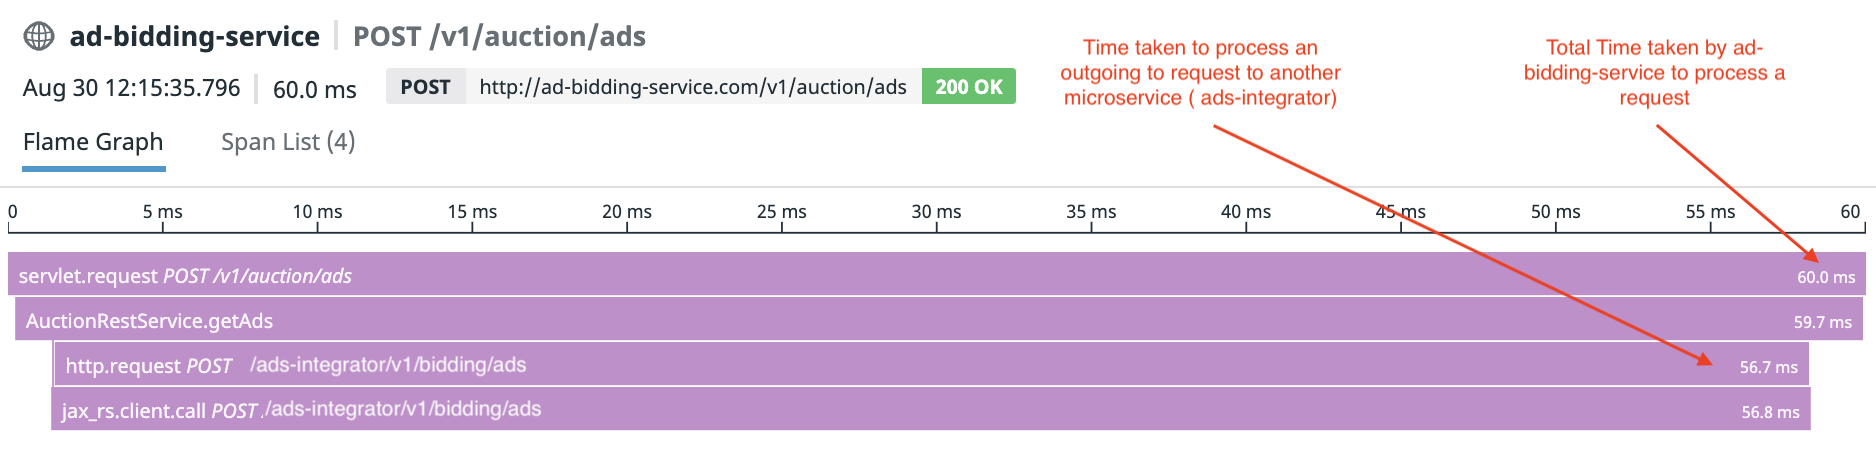 ad-bidding-service POST /v1/auction/ads
Aug 30 12:15:35.796 60.0 ms POST http://ad-bidding-service.com/v1/auction/ads 200 OK
Flame Graph Span List (4)
Time taken to process an
outgoing to request to another
microservice ( ads-integrator)
Total Time taken by ad-
bidding-service to process a
request
0 5 ms 10 ms 15 ms 20 ms 25 ms 30 ms 35 ms 40 ms 45 ms 50 ms 55 ms 60
servlet.request POST /v1/auction/ads 60.0 ms
AuctionRestService.getAds 59.7 ms
http.request POST /ads-integrator/v1/bidding/ads 56.7 ms
jax_rs.client.call POST /ads-integrator/v1/bidding/ads 56.8 ms